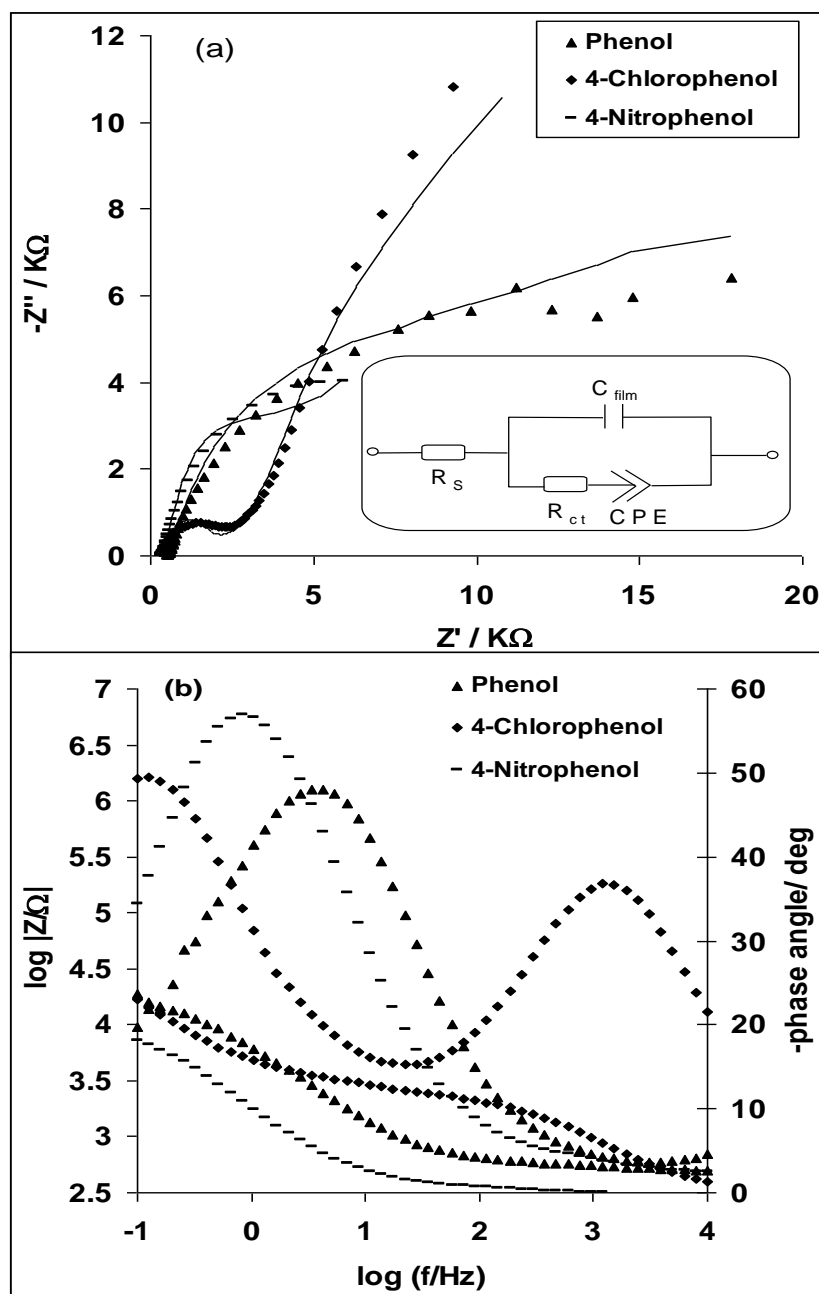 (a)
Phenol
4-Chlorophenol
4-Nitrophenol
12
10
8
6
4
2
0
-Z'' / KΩ
0 5 10 15 20
Z' / KΩ
C film
R S
R ct
C P E
(b)
Phenol
4-Chlorophenol
4-Nitrophenol
7
6.5
6
5.5
5
4.5
4
3.5
3
2.5
log |Z/Ω|
60
50
40
30
20
10
0
-phase angle/ deg
-1 0 1 2 3 4
log (f/Hz)